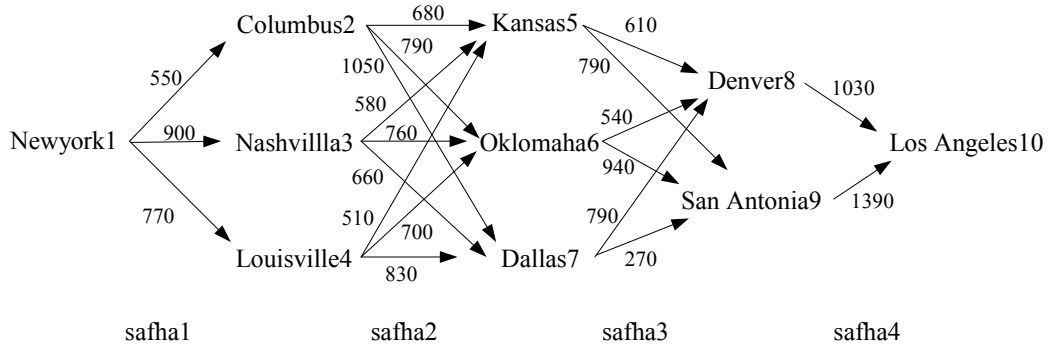 Columbus2 680 Kansas5
790 610
1050 790
550 Denver8
580 1030
Newyork1 900 Nashvillla3 760 Oklomaha6 540 Los Angeles10
660 940
San Antonia9 1390
770 510 790
700
Louisville4 830 Dallas7 270
safha1 safha2 safha3 safha4